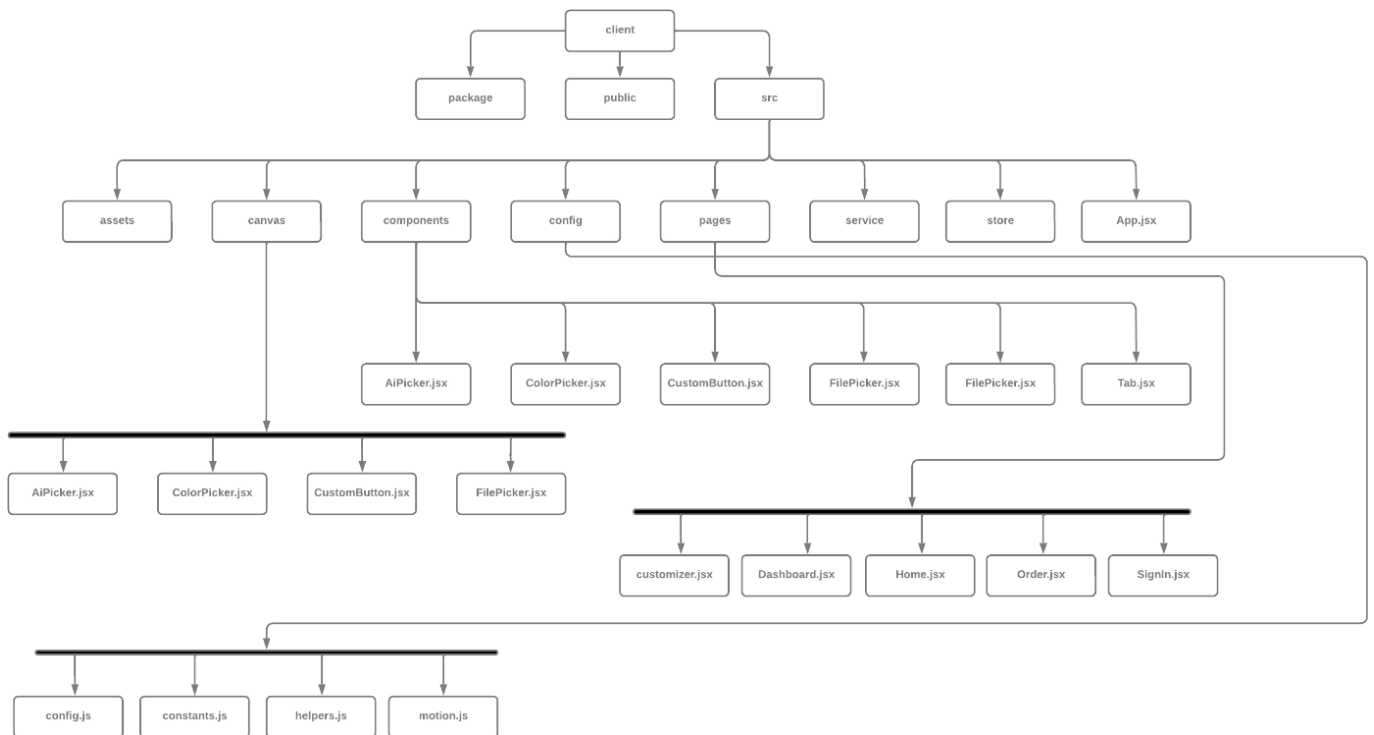 client
package
public
src
assets
canvas
components
config
pages
service
store
App.jsx
AiPicker.jsx
ColorPicker.jsx
CustomButton.jsx
FilePicker.jsx
FilePicker.jsx
Tab.jsx
AiPicker.jsx
ColorPicker.jsx
CustomButton.jsx
FilePicker.jsx
customizer.jsx
Dashboard.jsx
Home.jsx
Order.jsx
SignIn.jsx
config.js
constants.js
helpers.js
motion.js